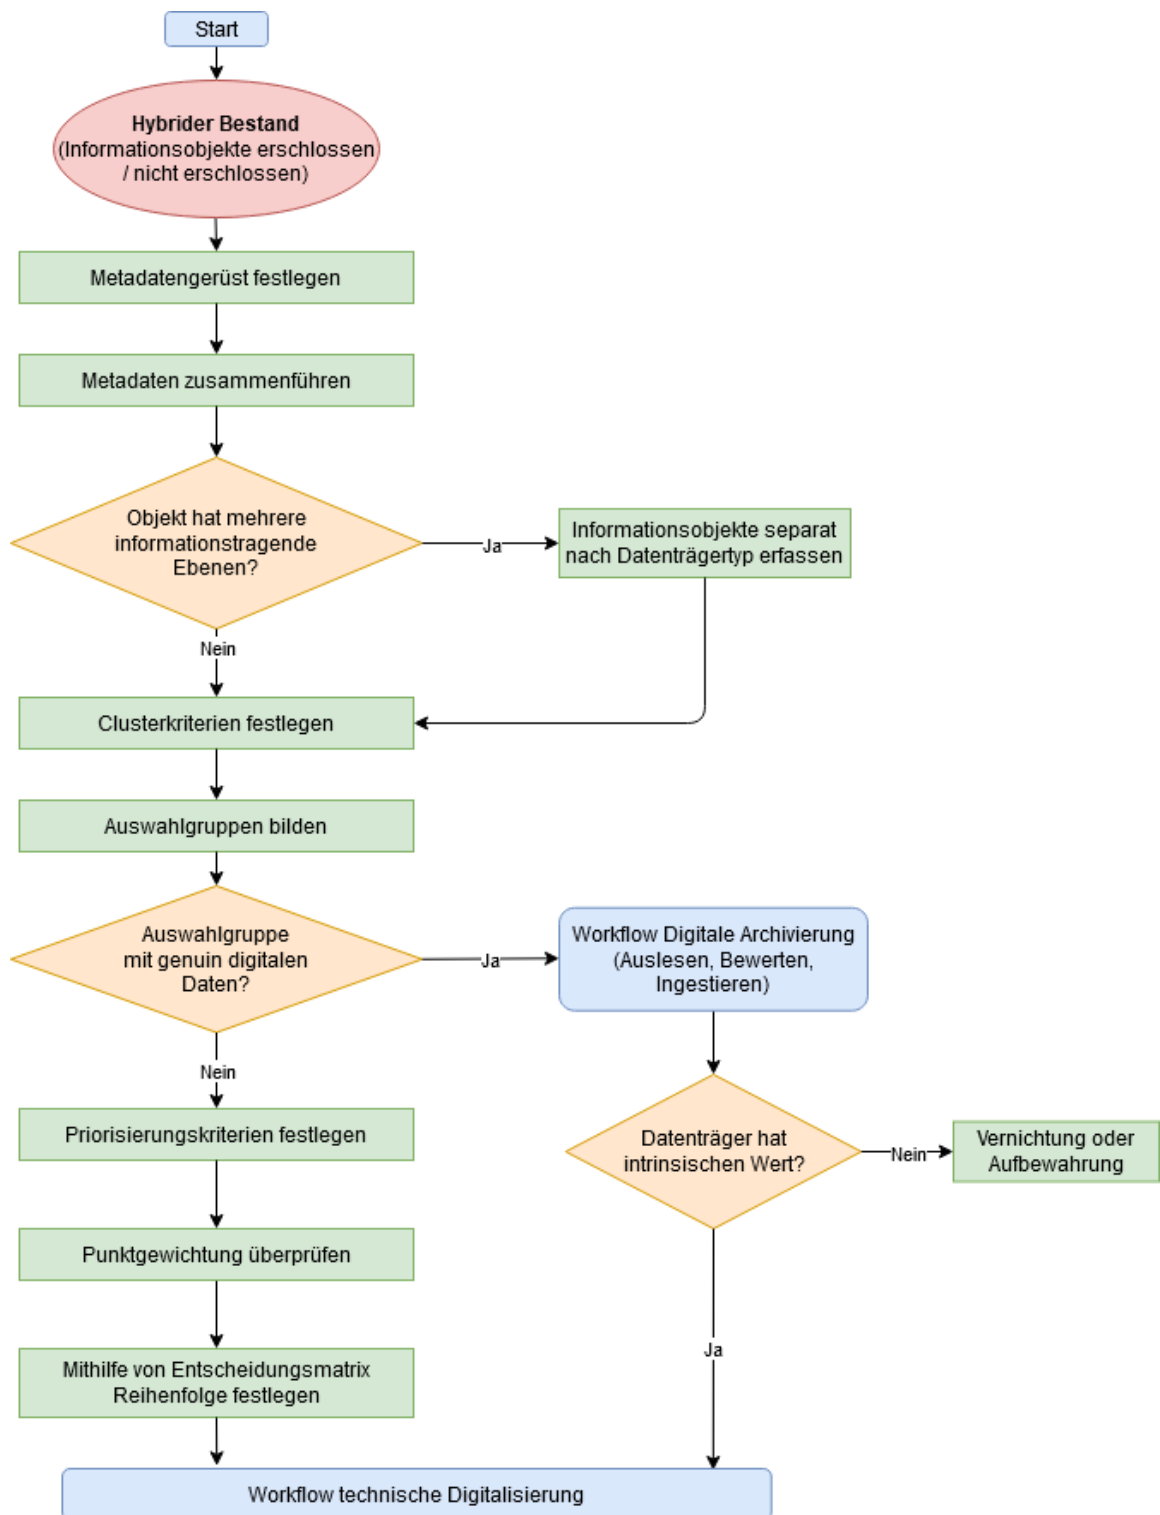 Start
Hybrider Bestand
(Informationsobjekte erschlossen
/ nicht erschlossen)
Metadatengerüst festlegen
Metadaten zusammenführen
Objekt hat mehrere
informationstragende
Ebenen?
Ja
Informationsobjekte separat
nach Datenträgertyp erfassen
Nein
Clusterkriterien festlegen
Auswahlgruppen bilden
Auswahlgruppe
mit genuin digitalen
Daten?
Ja
Workflow Digitale Archivierung
(Auslesen, Bewerten,
Ingestieren)
Nein
Priorisierungskriterien festlegen
Datenträger hat
intrinsischen Wert?
Nein
Vernichtung oder
Aufbewahrung
Punktgewichtung überprüfen
Ja
Mithilfe von Entscheidungsmatrix
Reihenfolge festlegen
Workflow technische Digitalisierung